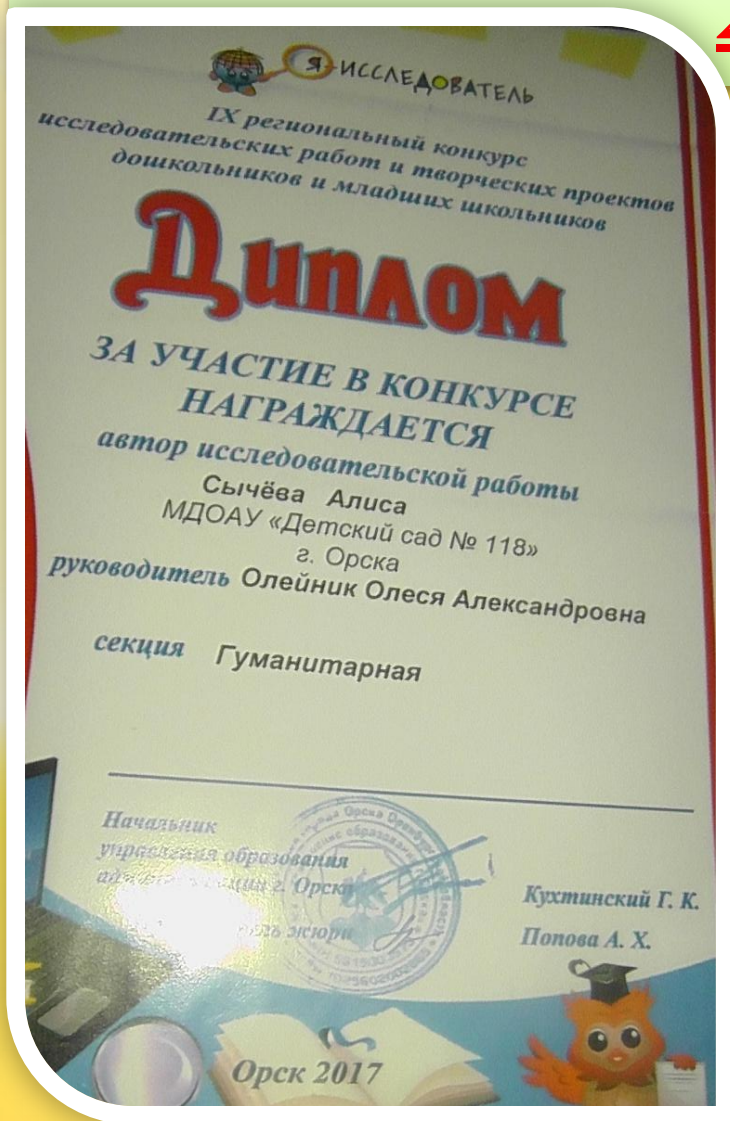 Я-ИССЛЕДОВАТЕЛЬ
IX региональный конкурс
исследовательских работ и творческих проектов
дошкольников и младших школьников
Диплом
ЗА УЧАСТИЕ В КОНКУРСЕ
НАГРАЖДАЕТСЯ
автор исследовательской работы
Сычёва Алиса
МДОАУ «Детский сад № 118»
г. Орска
руководитель Олейник Олеся Александровна
секция Гуманитарная
Начальник
управления образования
г. Орска
Кухтинский Г. К.
жюри
Попова А. Х.
Орск 2017